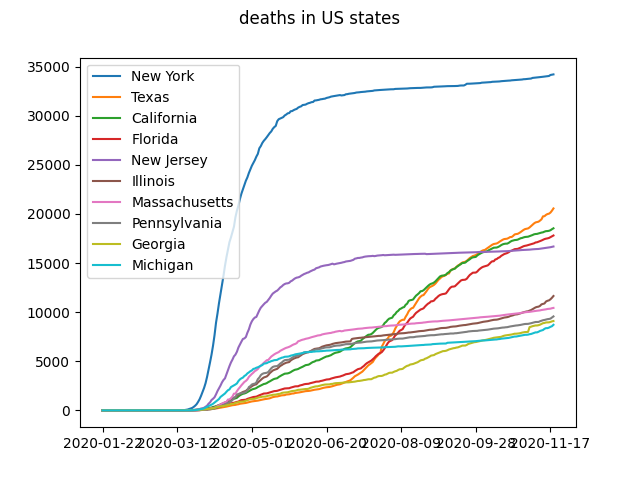 deaths in US states
35000
30000
25000
20000
15000
10000
5000
0
New York
Texas
California
Florida
New Jersey
Illinois
Massachusetts
Pennsylvania
Georgia
Michigan
2020-01-22 2020-03-12 2020-05-01 2020-06-20 2020-08-09 2020-09-28 2020-11-17